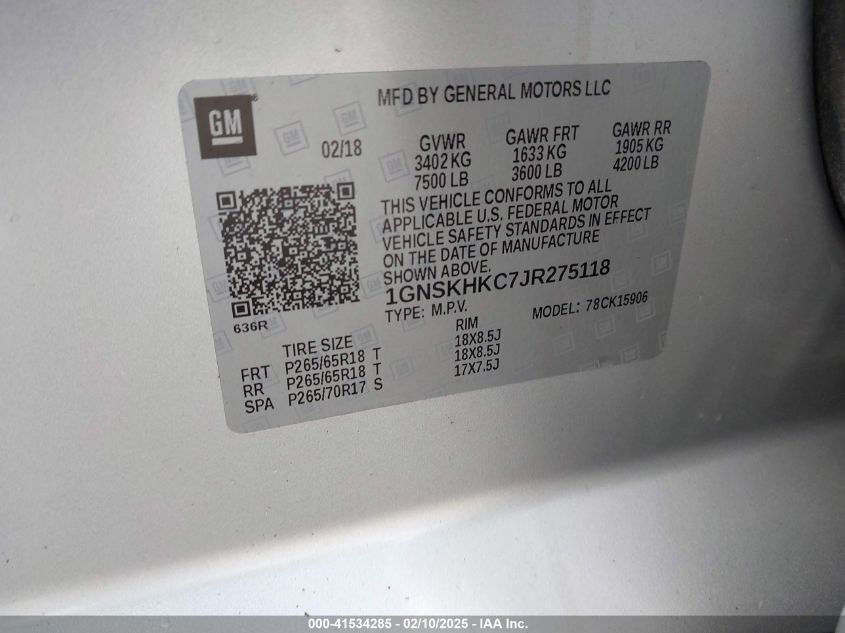 MFD BY GENERAL MOTORS LLC
GM®
02/18
GVWR GAWR FRT GAWR RR
3402 KG 1633 KG 1905 KG
7500 LB 3600 LB 4200 LB
THIS VEHICLE CONFORMS TO ALL
APPLICABLE U.S. FEDERAL MOTOR
VEHICLE SAFETY STANDARDS IN EFFECT
ON THE DATE OF MANUFACTURE
SHOWN ABOVE.
1GNSKHKC7JR275118
TYPE: M.P.V. MODEL: 78CK15906
636R
TIRE SIZE RIM
FRT P265/65R18 T 18X8.5J
RR P265/65R18 T 18X8.5J
SPA P265/70R17 S 17X7.5J
000-41534285 - 02/10/2025 - IAA Inc.